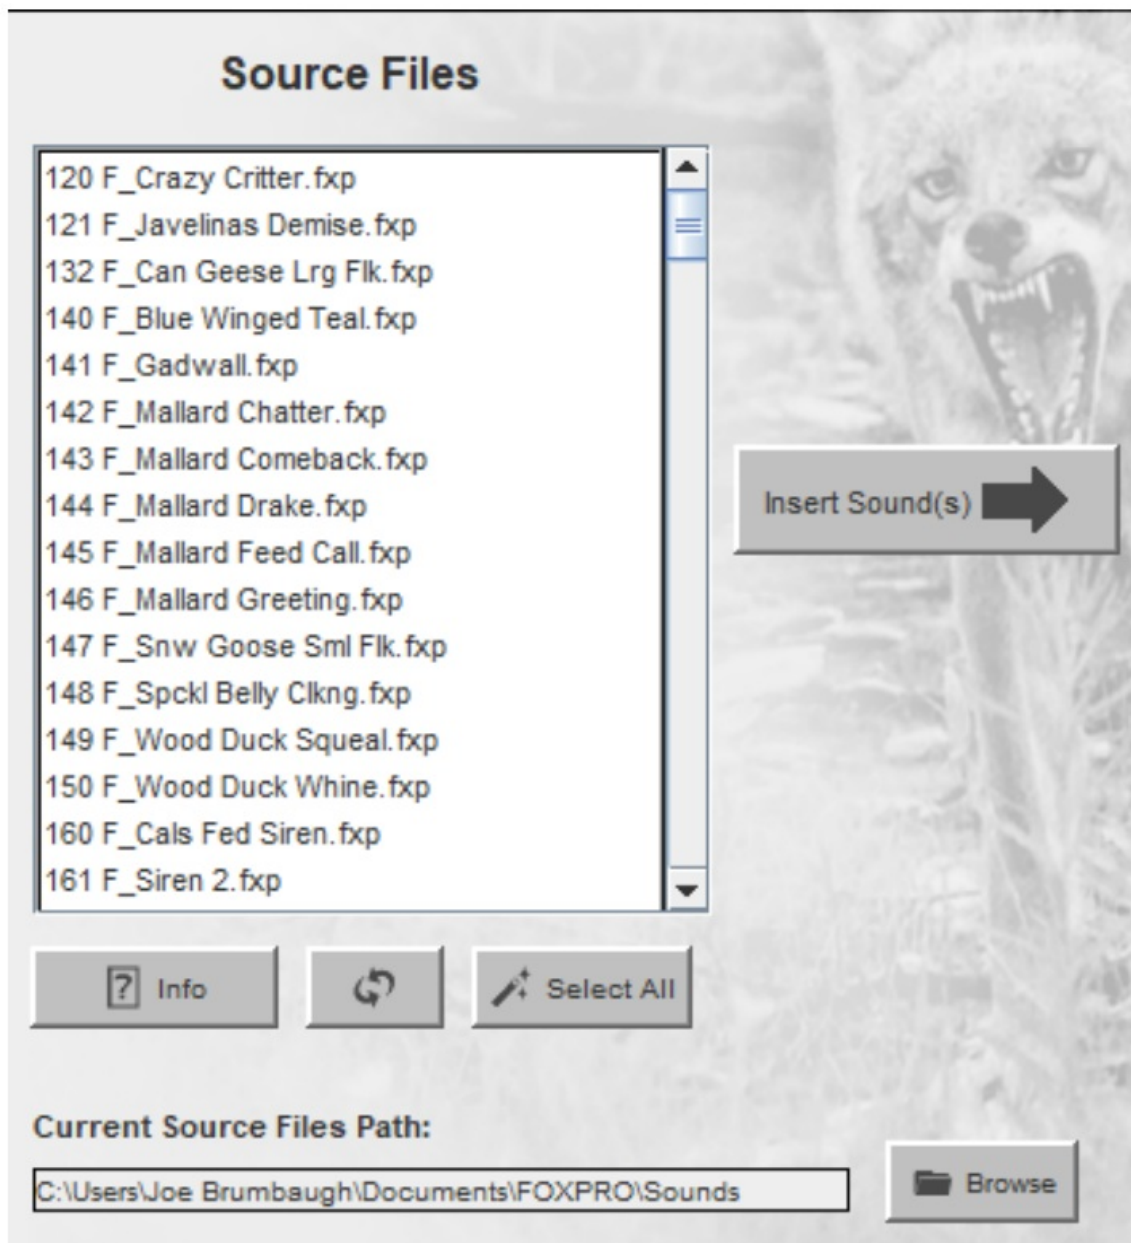 Source Files
120 F_Crazy Critter.fxp
121 F_Javelinas Demise.fxp
132 F_Can Geese Lrg Flk.fxp
140 F_Blue Winged Teal.fxp
141 F_Gadwall.fxp
142 F_Mallard Chatter.fxp
143 F_Mallard Comeback.fxp
144 F_Mallard Drake.fxp
145 F_Mallard Feed Call.fxp
146 F_Mallard Greeting.fxp
147 F_Snw Goose Sml Flk.fxp
148 F_Spckl Belly Clkng.fxp
149 F_Wood Duck Squeal.fxp
150 F_Wood Duck Whine.fxp
160 F_Cals Fed Siren.fxp
161 F_Siren 2.fxp
Insert Sound(s)
? Info
Select All
Current Source Files Path:
C:\Users\Joe Brumbaugh\Documents\FOXPRO\Sounds
Browse